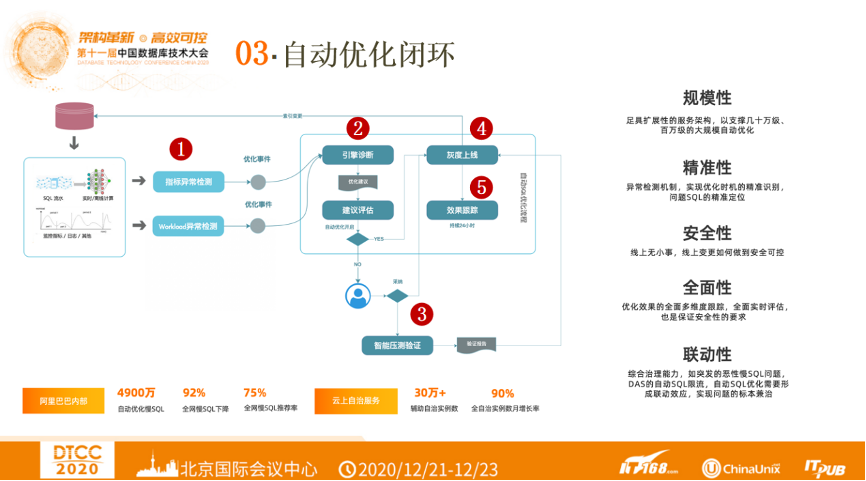 架构革新 高效可控
第十一届中国数据库技术大会
DATABASE TECHNOLOGY CONFERENCE CHINA 2020
03·自动优化闭环
索引变更
1
2
4
5
3
SQL 流水
实时/离线计算
监控指标 / 日志 / 其他
指标异常检测
Workload异常检测
优化事件
优化事件
引擎诊断
优化建议
建议评估
自动优化开启
YES
NO
灰度上线
效果跟踪
持续24小时
自动SQL优化流程
采纳
智能压测验证
验证报告
规模性
足具扩展性的服务架构，以支撑几十万级、
百万级的大规模自动优化
精准性
异常检测机制，实现优化时机的精准识别，
问题SQL的精准定位
安全性
线上无小事，线上变更如何做到安全可控
全面性
优化效果的全面多维度跟踪，全面实时评估，
也是保证安全性的要求
联动性
综合治理能力，如突发的恶性慢SQL问题，
DAS的自动SQL限流，自动SQL优化需要形
成联动效应，实现问题的标本兼治
阿里巴巴内部
4900万
自动优化慢SQL
92%
全网慢SQL下降
75%
全网慢SQL推荐率
云上自治服务
30万+
辅助自治实例数
90%
全自治实例数月增长率
DTCC
2020
北京国际会议中心
2020/12/21-12/23
IT168.com
ChinaUnix
ITPUB